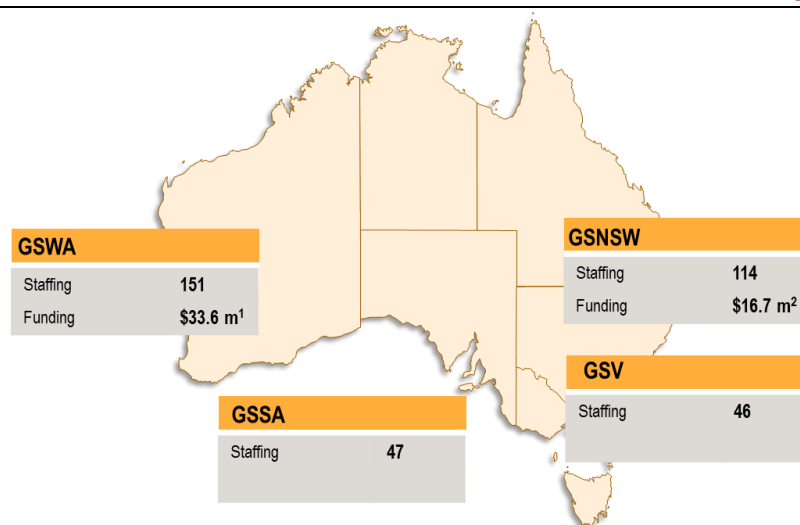 GSWA
Staffing 151
Funding $33.6 m¹
GSNSW
Staffing 114
Funding $16.7 m²
GSV
Staffing 46
GSSA
Staffing 47